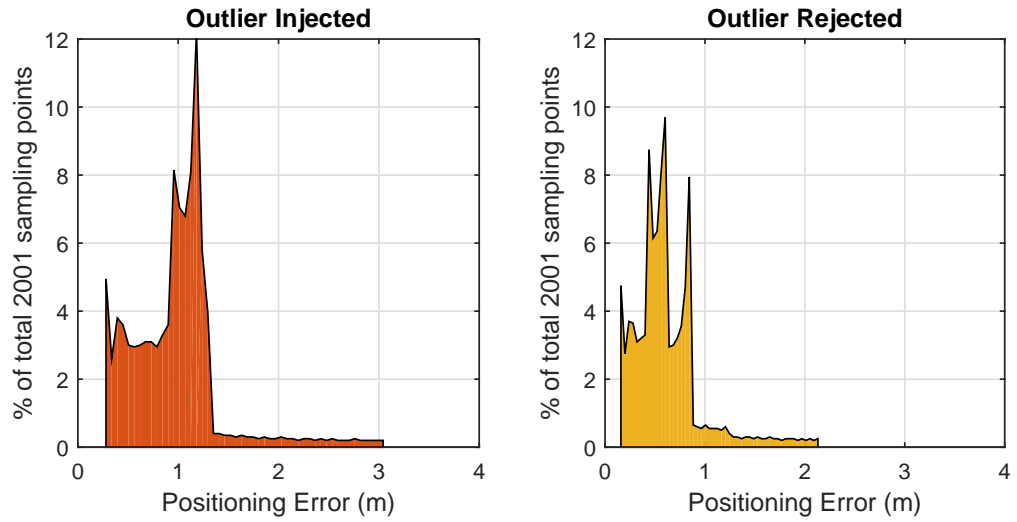 Outlier Injected
% of total 2001 sampling points
12
10
8
6
4
2
0
0 1 2 3 4
Positioning Error (m)
Outlier Rejected
% of total 2001 sampling points
12
10
8
6
4
2
0
0 1 2 3 4
Positioning Error (m)